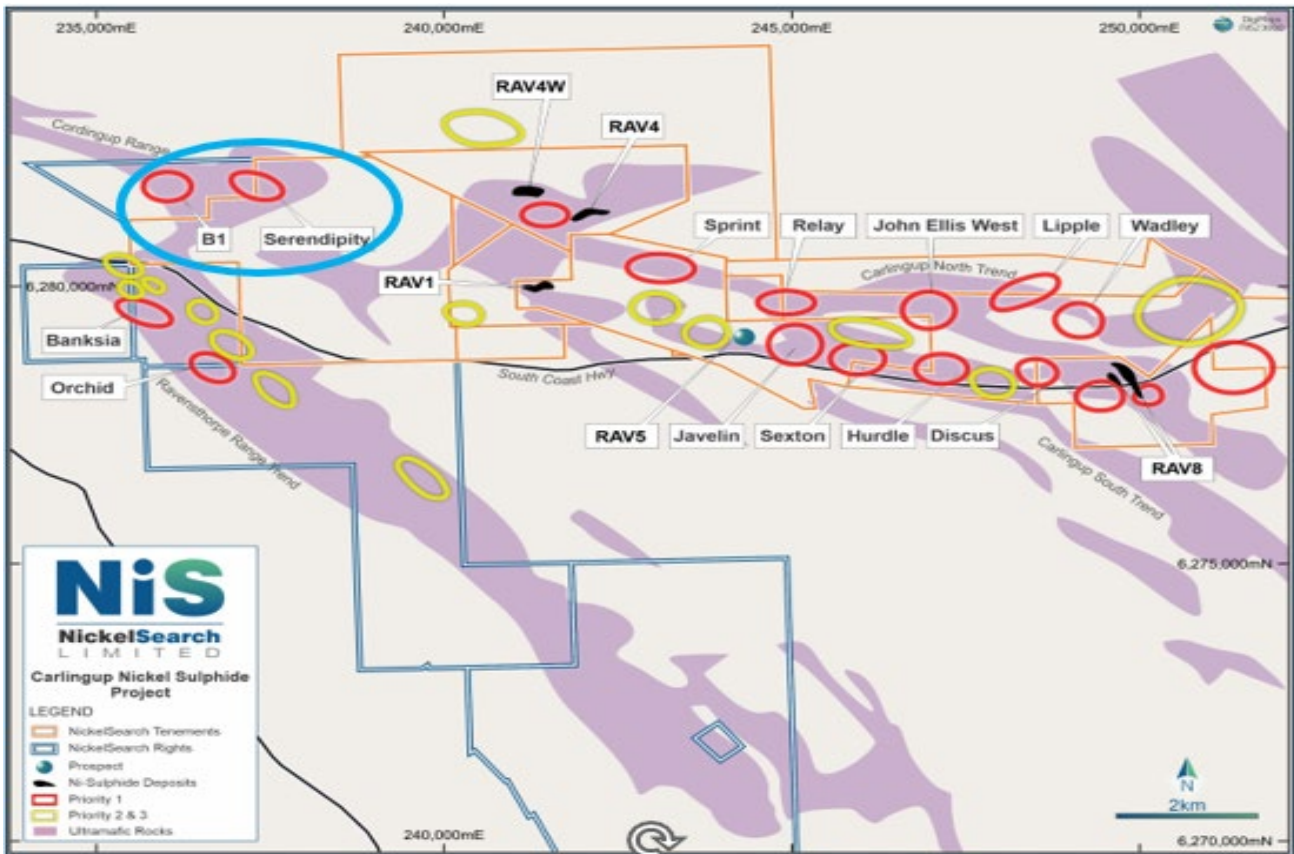 235,000mE
240,000mE
245,000mE
250,000mE
RAV4W
RAV4
Cordingup Range
B1
Serendipity
Sprint
Relay
John Ellis West
Lipple
Wadley
RAV1
Carlingup North Trend
6,280,000mN
Banksia
Orchid
South Coast Hwy
RAV5
Javelin
Sexton
Hurdle
Discus
RAV8
Ravensthorpe Range Trend
Carlingup South Trend
6,275,000mN
NiS
NickelSearch
LIMITED
Carlingup Nickel Sulphide
Project
LEGEND
NickelSearch Tenements
NickelSearch Rights
Prospect
Ni-Sulphide Deposits
Priority 1
Priority 2 & 3
Ultramafic Rocks
N
2km
240,000mE
6,270,000mN